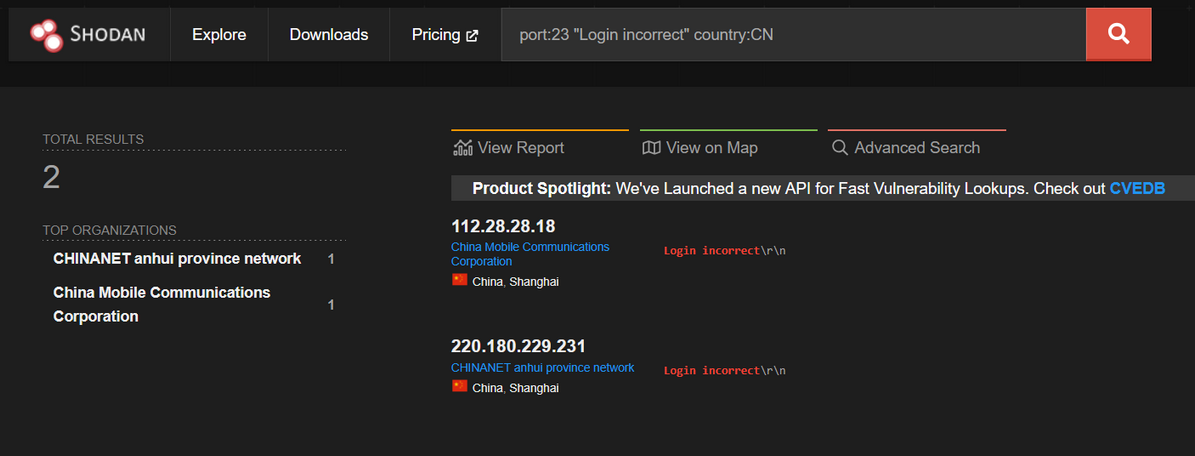 SHODAN Explore Downloads Pricing port:23 "Login incorrect" country:CN
TOTAL RESULTS
2
TOP ORGANIZATIONS
CHINANET anhui province network 1
China Mobile Communications
Corporation 1
View Report View on Map Advanced Search
Product Spotlight: We've Launched a new API for Fast Vulnerability Lookups. Check out CVEDB
112.28.28.18
China Mobile Communications
Corporation
China, Shanghai
Login incorrect\r\n
220.180.229.231
CHINANET anhui province network
China, Shanghai
Login incorrect\r\n